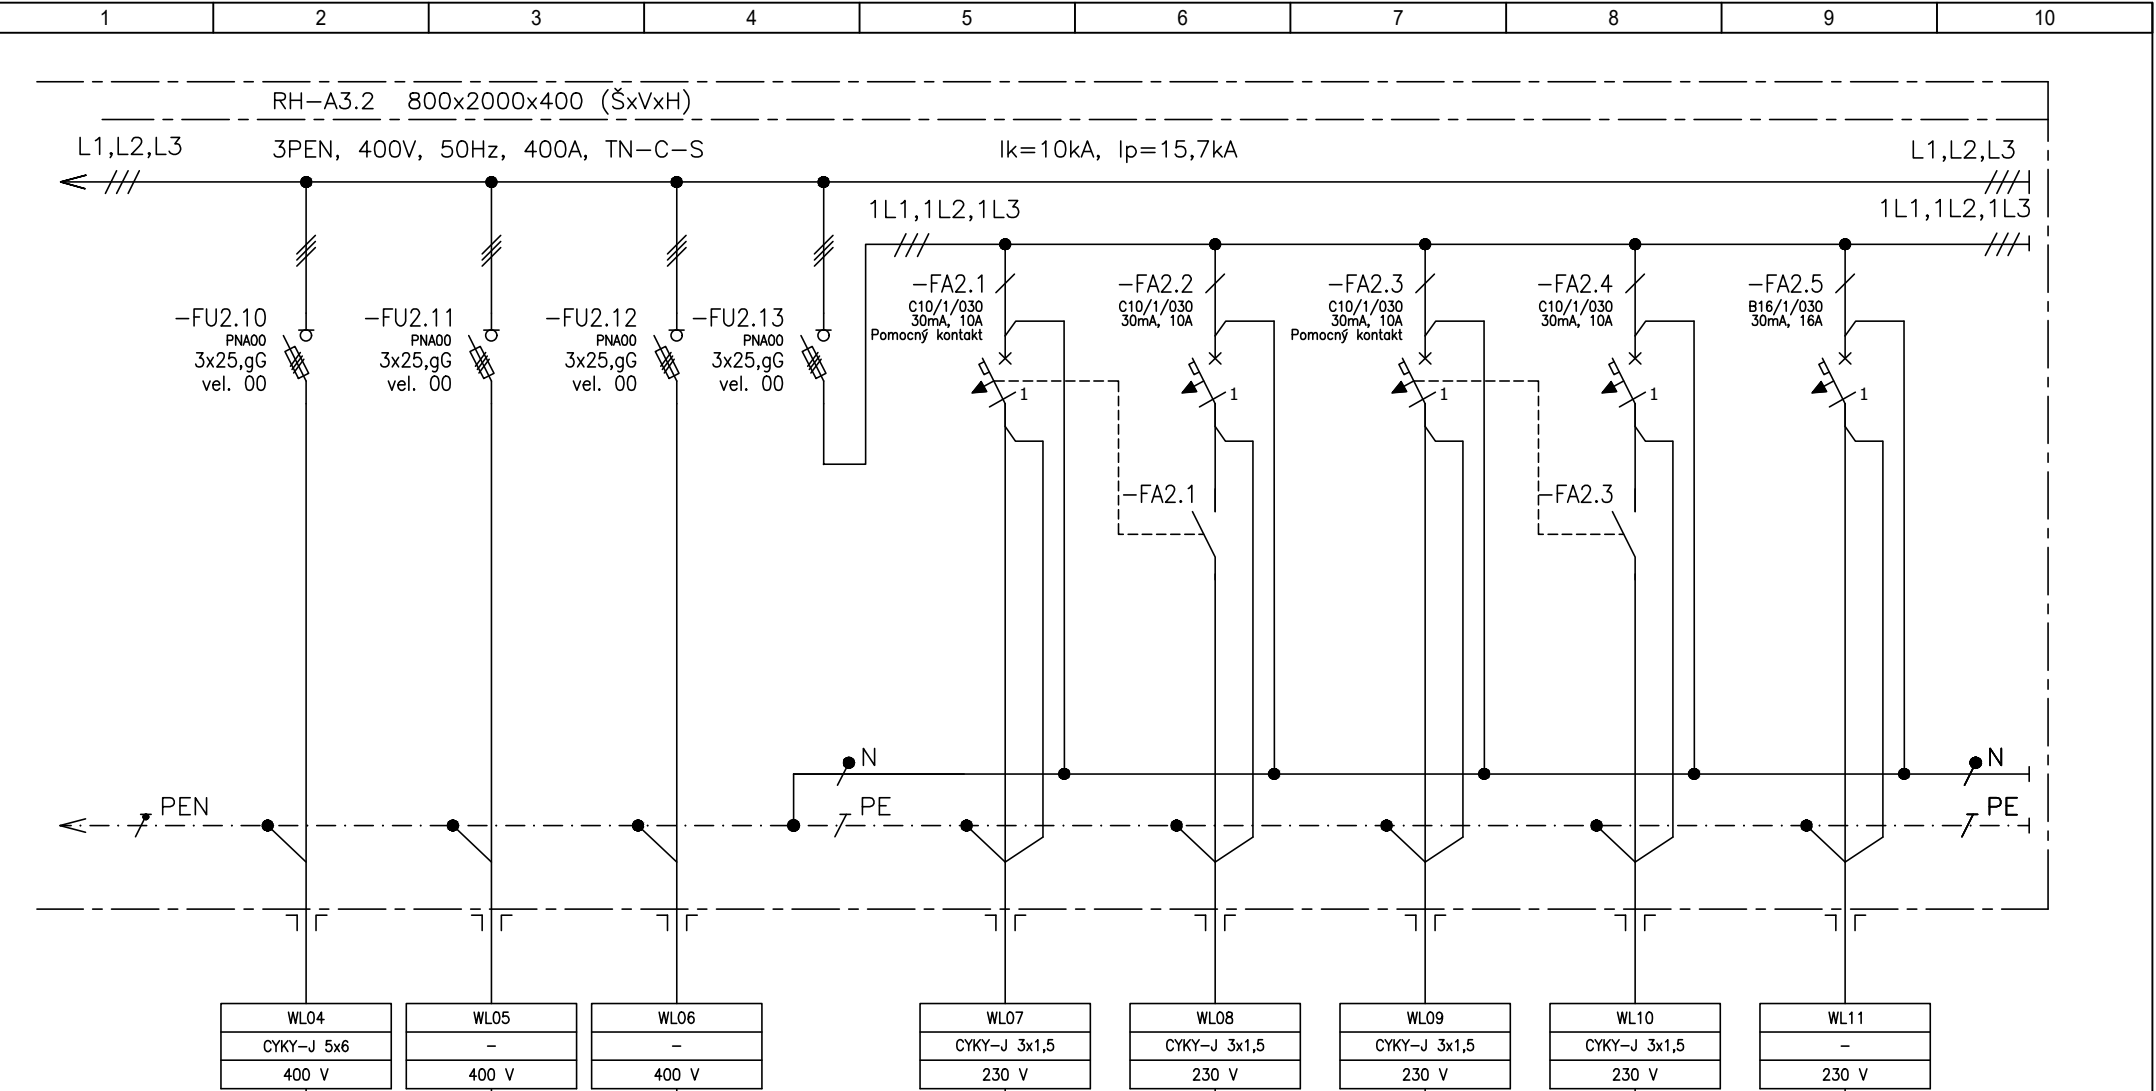 1 2 3 4 5 6 7 8 9 10
RH-A3.2 800x2000x400 (ŠxVxH)
L1,L2,L3 3PEN, 400V, 50Hz, 400A, TN-C-S Ik=10kA, Ip=15,7kA L1,L2,L3
1L1,1L2,1L3 1L1,1L2,1L3
-FU2.10
PNA00
3x25,gG
vel. 00
-FU2.11
PNA00
3x25,gG
vel. 00
-FU2.12
PNA00
3x25,gG
vel. 00
-FU2.13
PNA00
3x25,gG
vel. 00
-FA2.1
C10/1/030
30mA, 10A
Pomocný kontakt
1
-FA2.2
C10/1/030
30mA, 10A
1
-FA2.1
-FA2.3
C10/1/030
30mA, 10A
Pomocný kontakt
1
-FA2.4
C10/1/030
30mA, 10A
1
-FA2.3
-FA2.5
B16/1/030
30mA, 16A
1
N N
PEN PE PE
WL04
CYKY-J 5x6
400 V
WL05
-
400 V
WL06
-
400 V
WL07
CYKY-J 3x1,5
230 V
WL08
CYKY-J 3x1,5
230 V
WL09
CYKY-J 3x1,5
230 V
WL10
CYKY-J 3x1,5
230 V
WL11
-
230 V